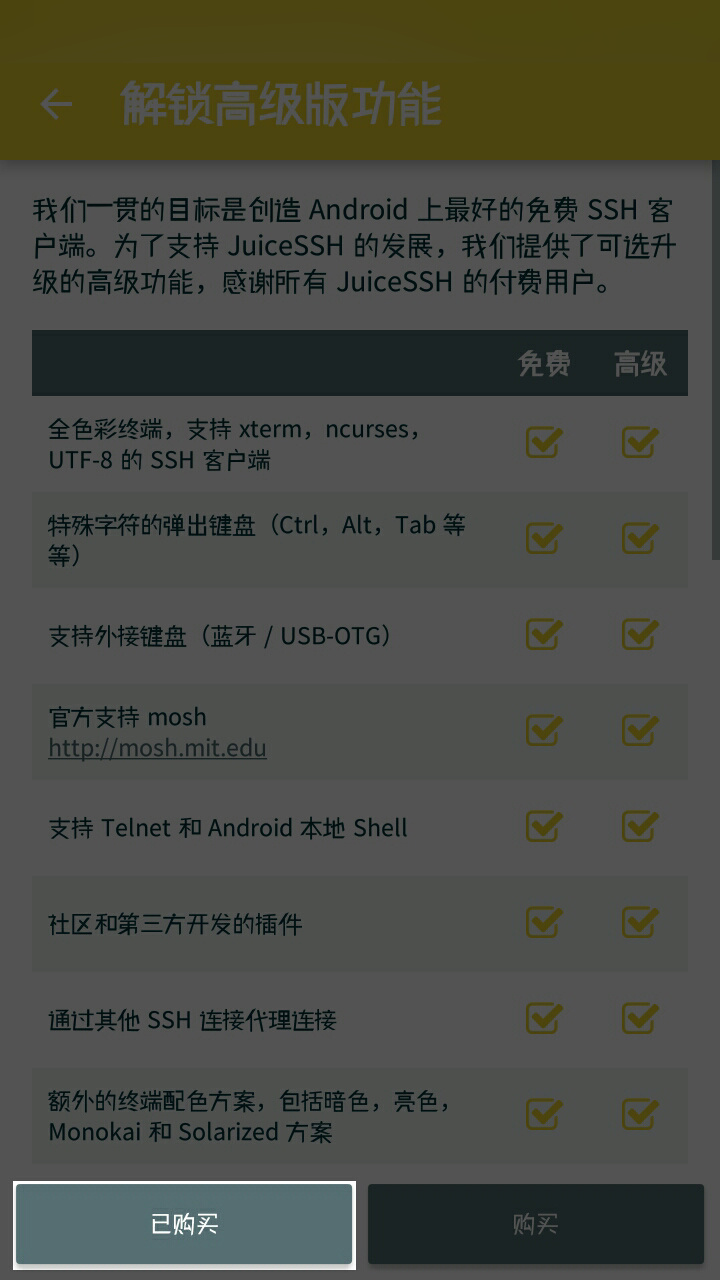 解锁高级版功能
我们一贯的目标是创造 Android 上最好的免费 SSH 客
户端。为了支持 JuiceSSH 的发展，我们提供了可选升
级的高级功能，感谢所有 JuiceSSH 的付费用户。
免费 高级
全色彩终端，支持 xterm，ncurses，
UTF-8 的 SSH 客户端
特殊字符的弹出键盘（Ctrl，Alt，Tab 等
等）
支持外接键盘（蓝牙 / USB-OTG）
官方支持 mosh
http://mosh.mit.edu
支持 Telnet 和 Android 本地 Shell
社区和第三方开发的插件
通过其他 SSH 连接代理连接
额外的终端配色方案，包括暗色，亮色，
Monokai 和 Solarized 方案
已购买 购买